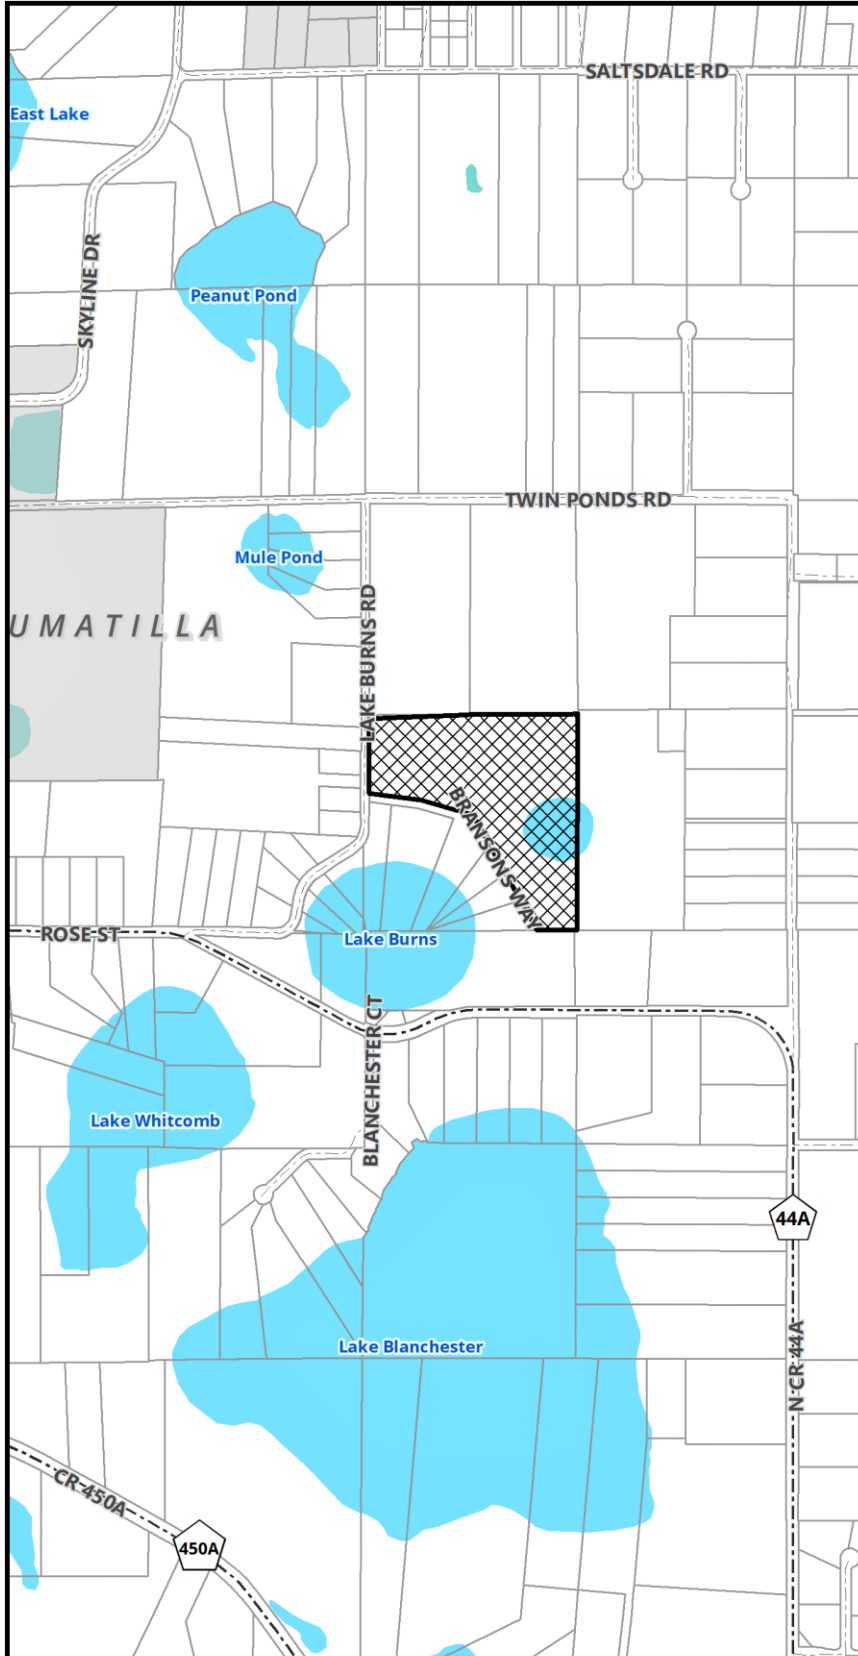 SALTSDALE RD
East Lake
SKYLINE DR
Peanut Pond
TWIN PONDS RD
Mule Pond
LAKE BURNS RD
UMATILLA
BRANSONS WAY
ROSE ST
Lake Burns
BLANCHESTER CT
Lake Whitcomb
44A
Lake Blanchester
N CR 44A
CR 450A
450A